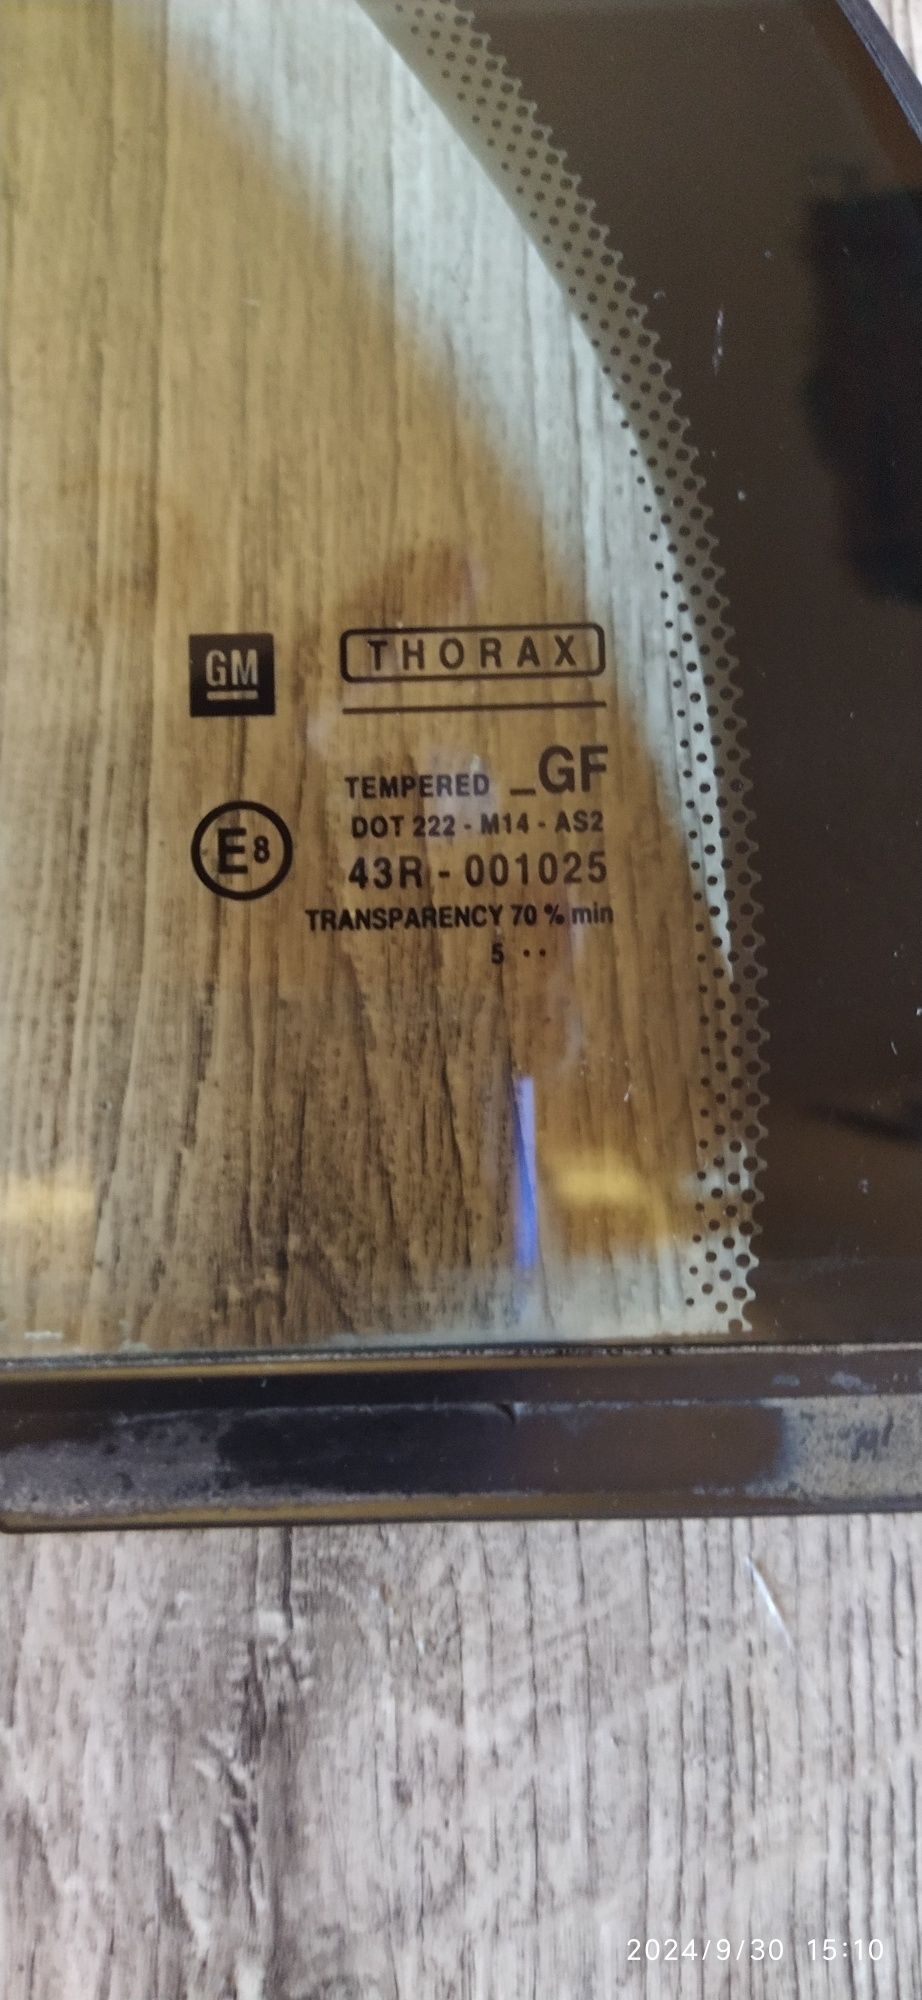 GM
THORAX
TEMPERED _GF
DOT 222 - M14 - AS2
E8
43R - 001025
TRANSPARENCY 70 % min
5 ··
2024/9/30 15:10